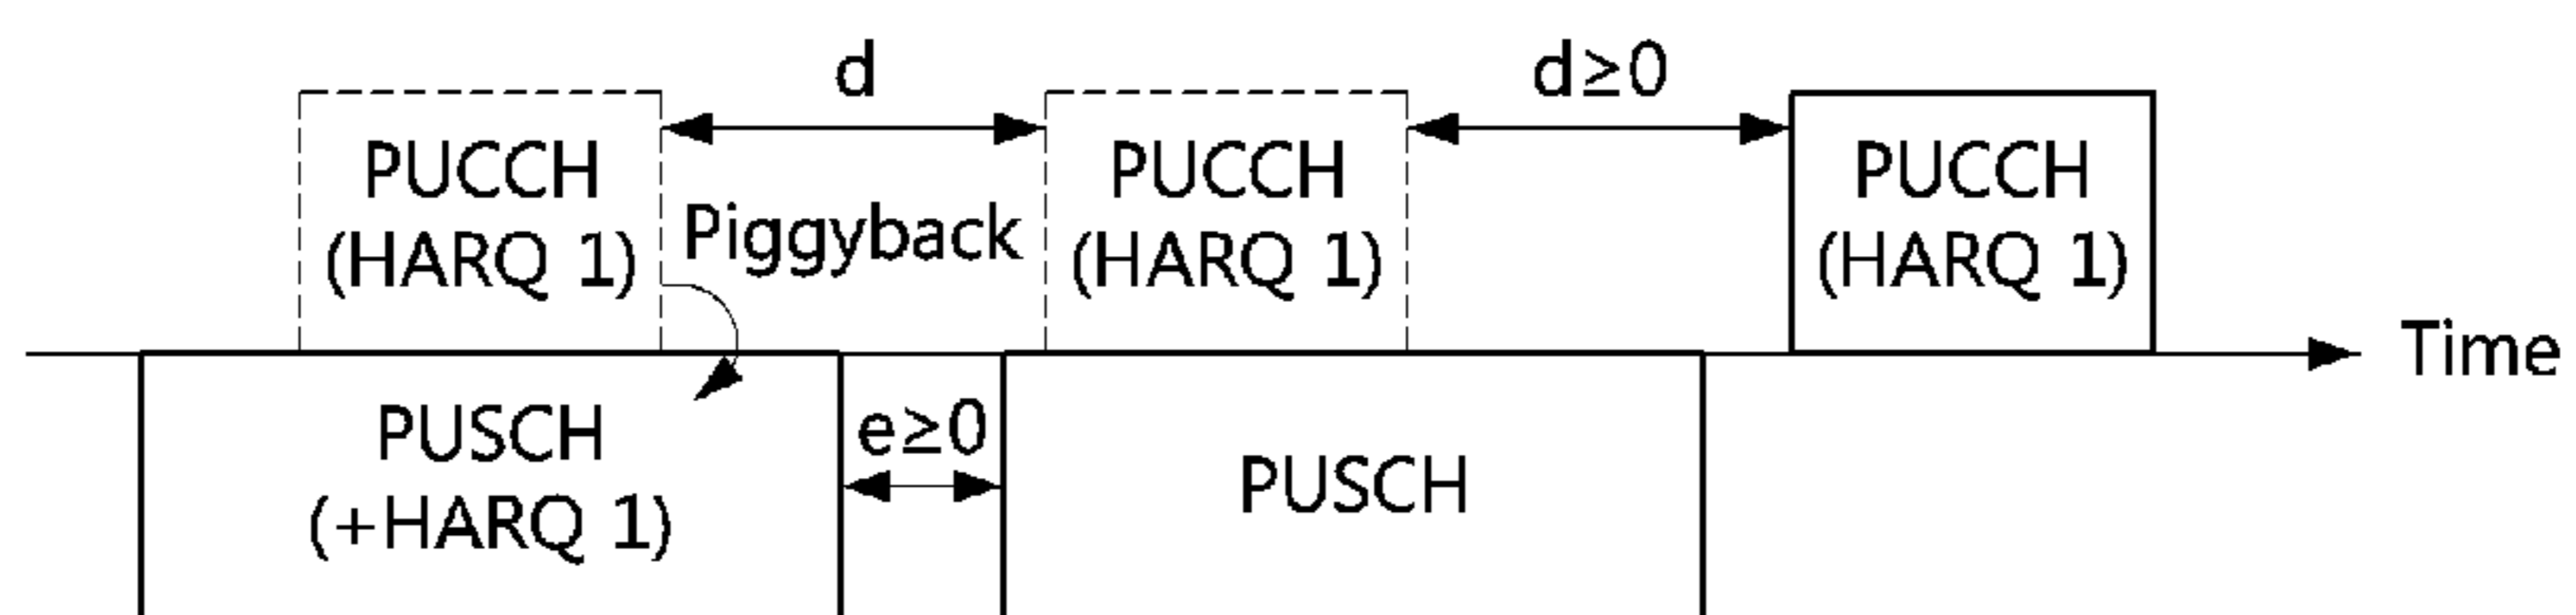 d
d≥0
PUCCH
(HARQ 1)
Piggyback
PUCCH
(HARQ 1)
PUCCH
(HARQ 1)
Time
PUSCH
(+HARQ 1)
e≥0
PUSCH